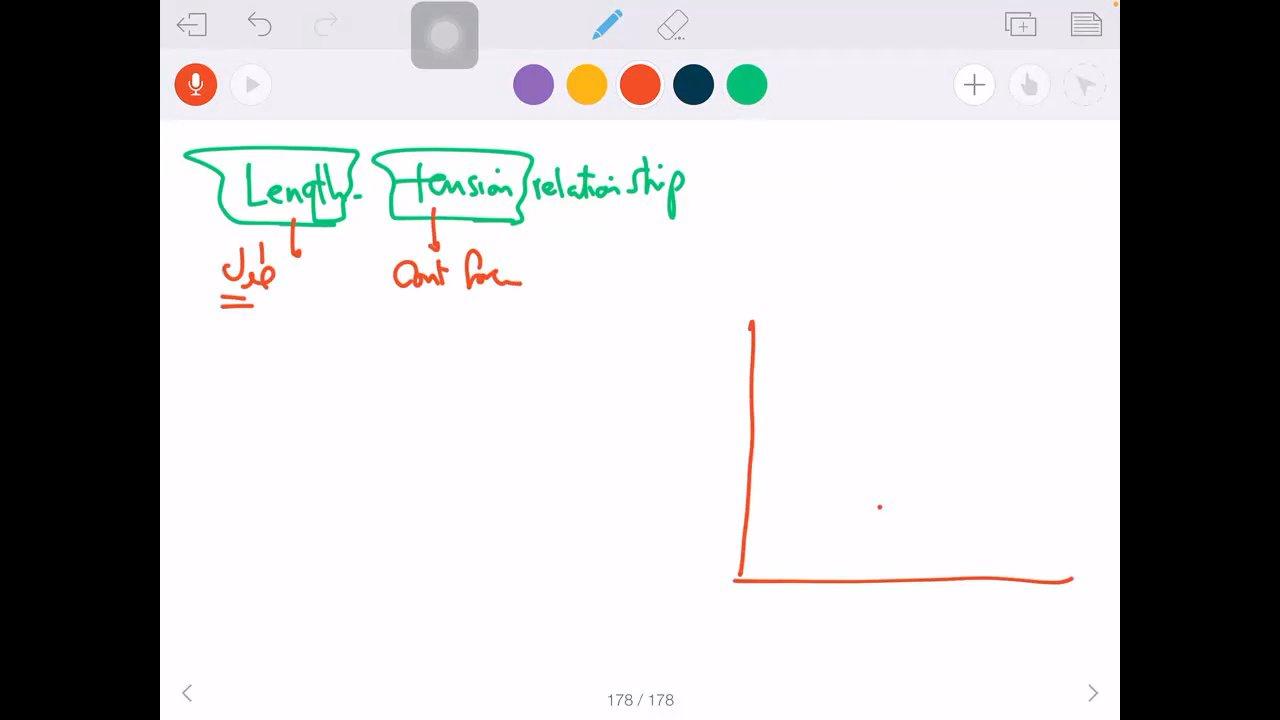 Length - tension relationship
طول
Cont force
178 / 178